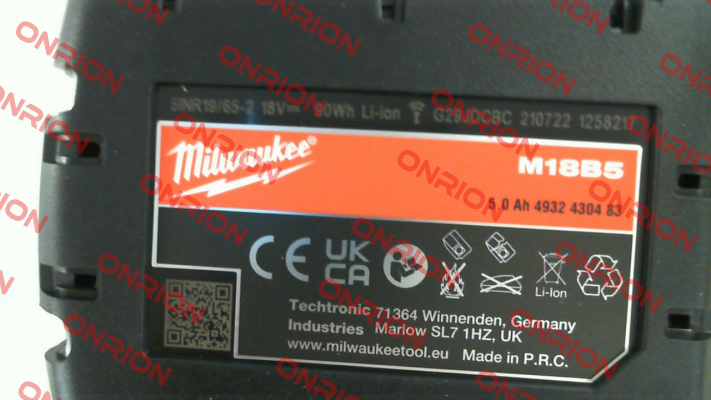 5INR19/65-2 18V⎓ 90Wh Li-ion G29JDCBC 210722 1258217
Milwaukee®
M18B5
5.0 Ah 4932 4304 83
CE UK CA
Li-Ion
Techtronic 71364 Winnenden, Germany
Industries Marlow SL7 1HZ, UK
www.milwaukeetool.eu Made in P.R.C.
ONRION